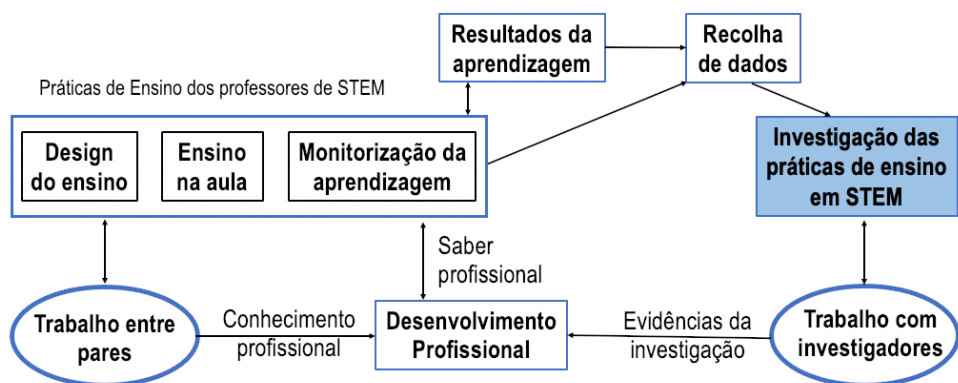 Resultados da
aprendizagem
Recolha
de dados
Práticas de Ensino dos professores de STEM
Design
do ensino
Ensino
na aula
Monitorização da
aprendizagem
Investigação das
práticas de ensino
em STEM
Saber
profissional
Trabalho entre
pares
Conhecimento
profissional
Desenvolvimento
Profissional
Evidências da
investigação
Trabalho com
investigadores